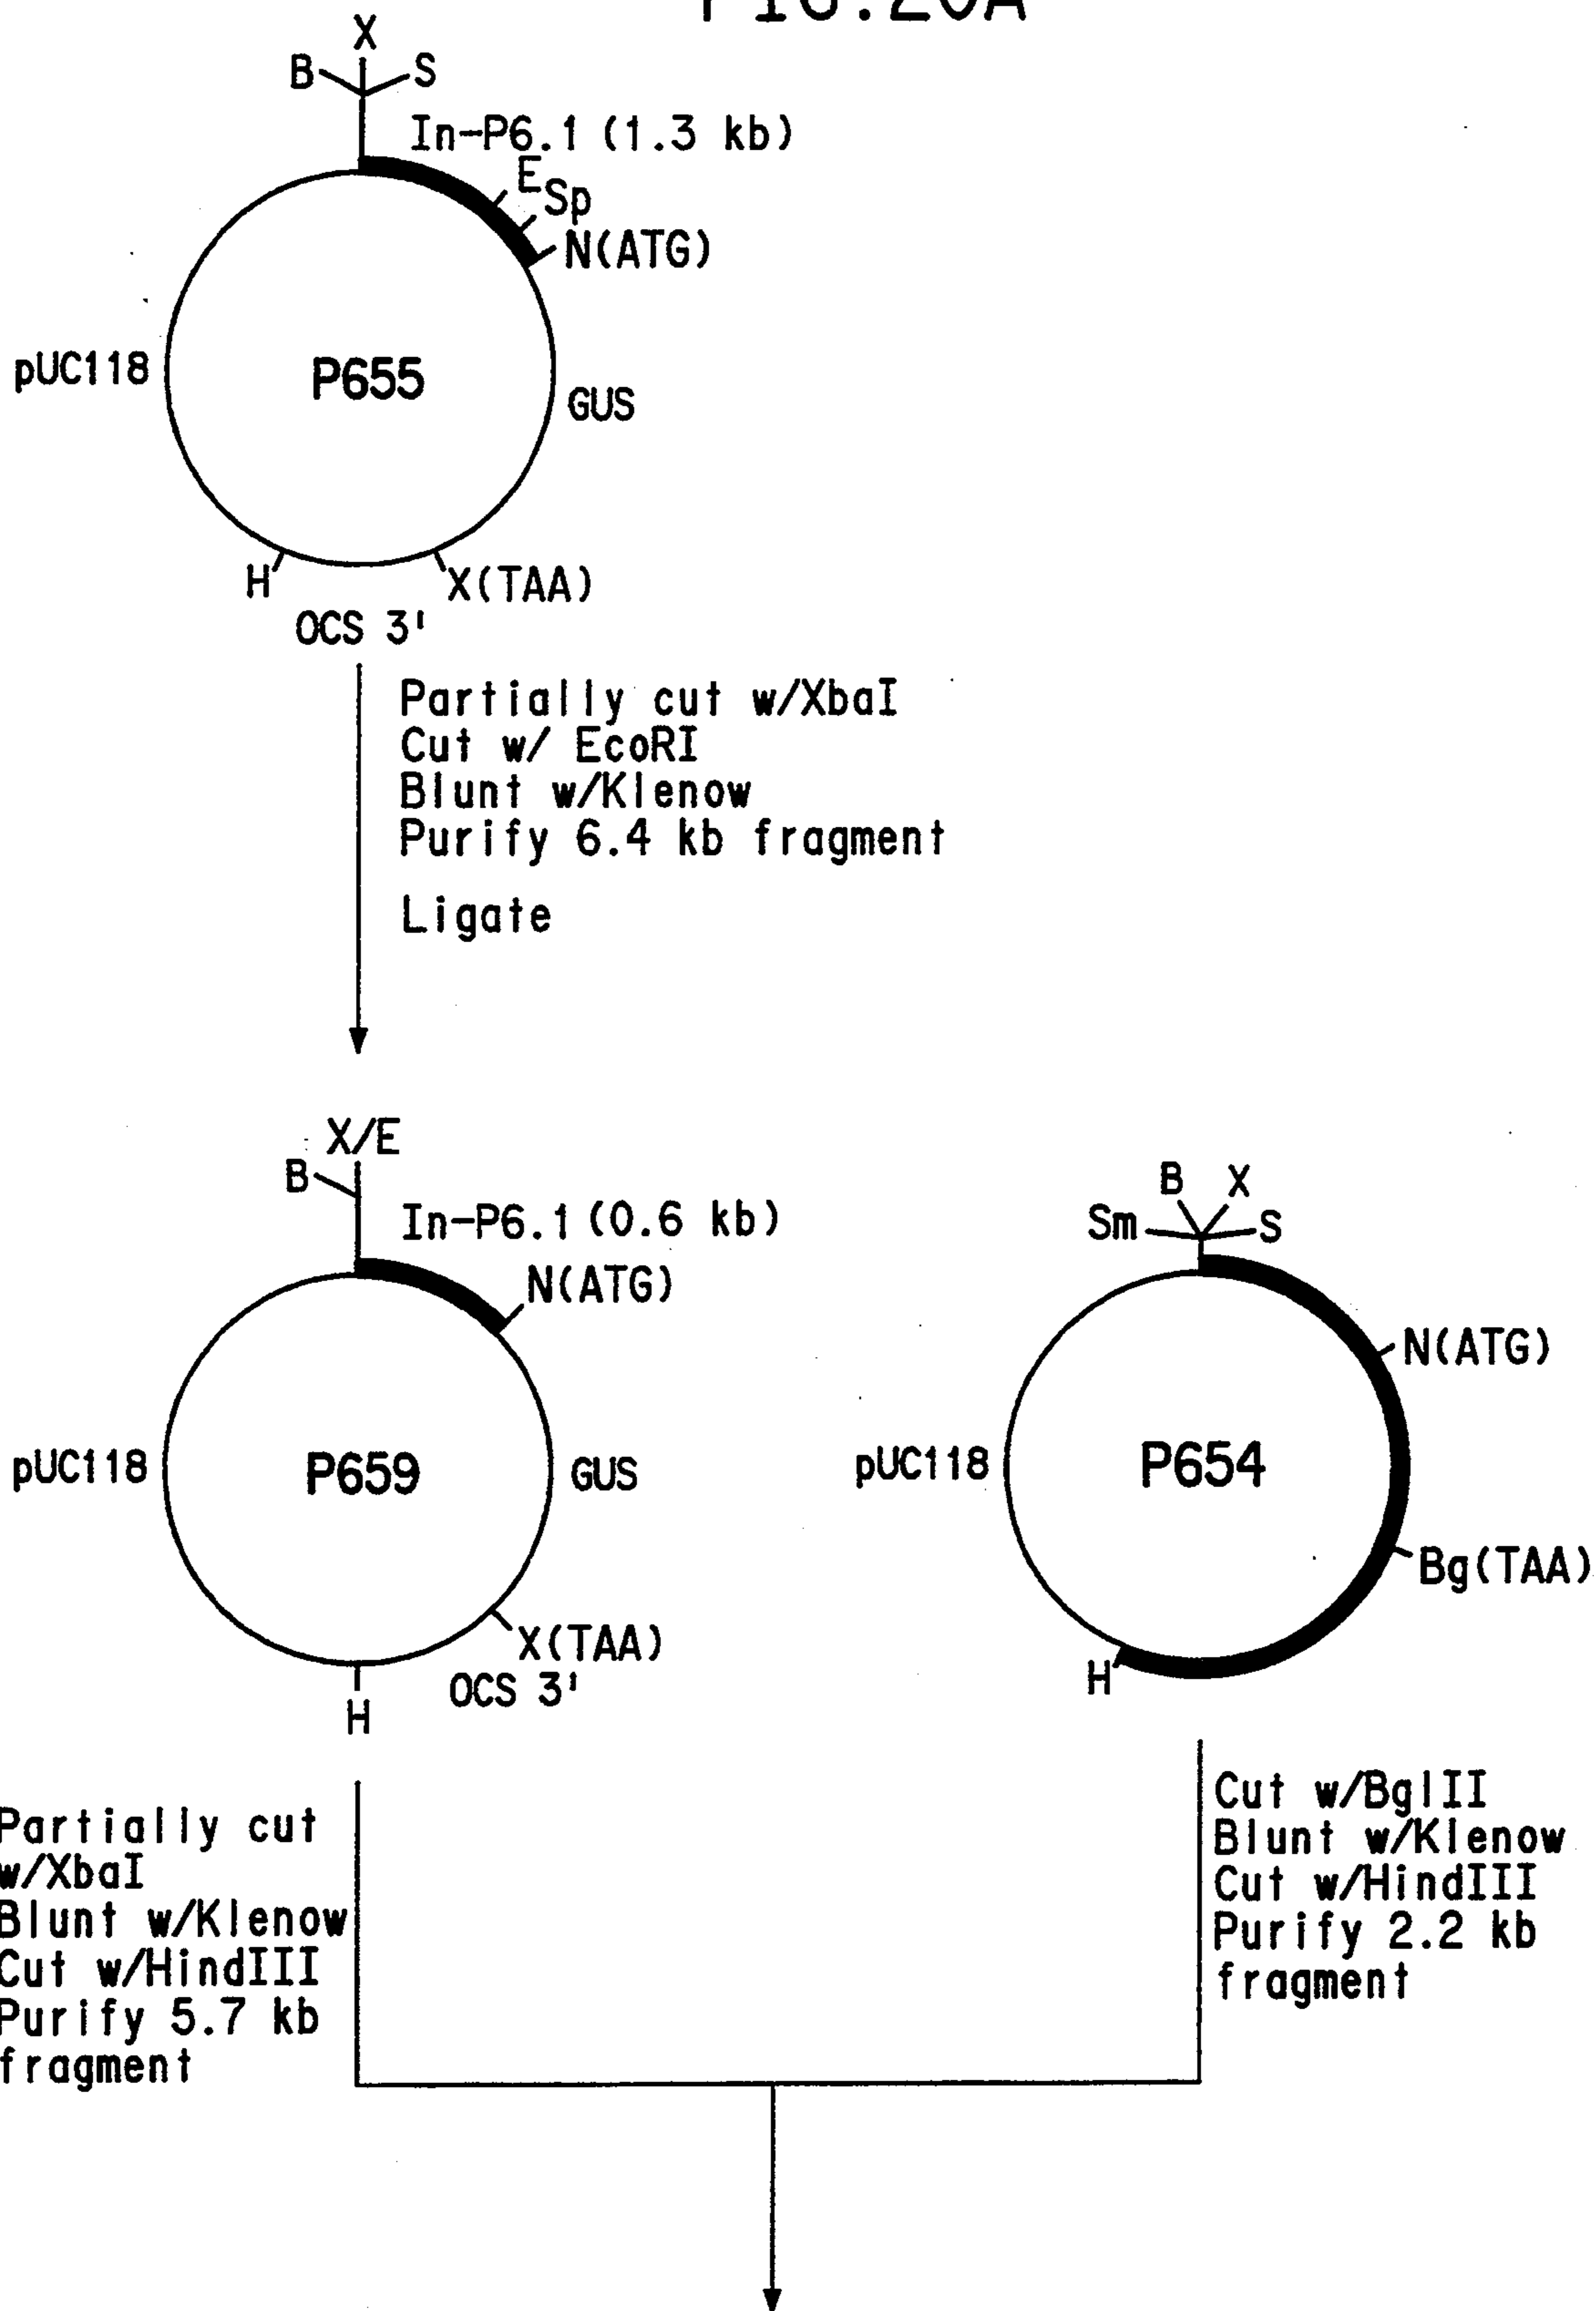 FIG.20A
X
B
S
In-P6.1 (1.3 kb)
E
Sp
N(ATG)
pUC118
P655
GUS
H
X(TAA)
OCS 3'
Partially cut w/XbaI
Cut w/ EcoRI
Blunt w/Klenow
Purify 6.4 kb fragment
Ligate
X/E
B
In-P6.1 (0.6 kb)
N(ATG)
pUC118
P659
GUS
X(TAA)
OCS 3'
H
B
X
Sm
S
N(ATG)
pUC118
P654
Bg(TAA)
H
Partially cut
w/XbaI
Blunt w/Klenow
Cut w/HindIII
Purify 5.7 kb
fragment
Cut w/BglII
Blunt w/Klenow
Cut w/HindIII
Purify 2.2 kb
fragment